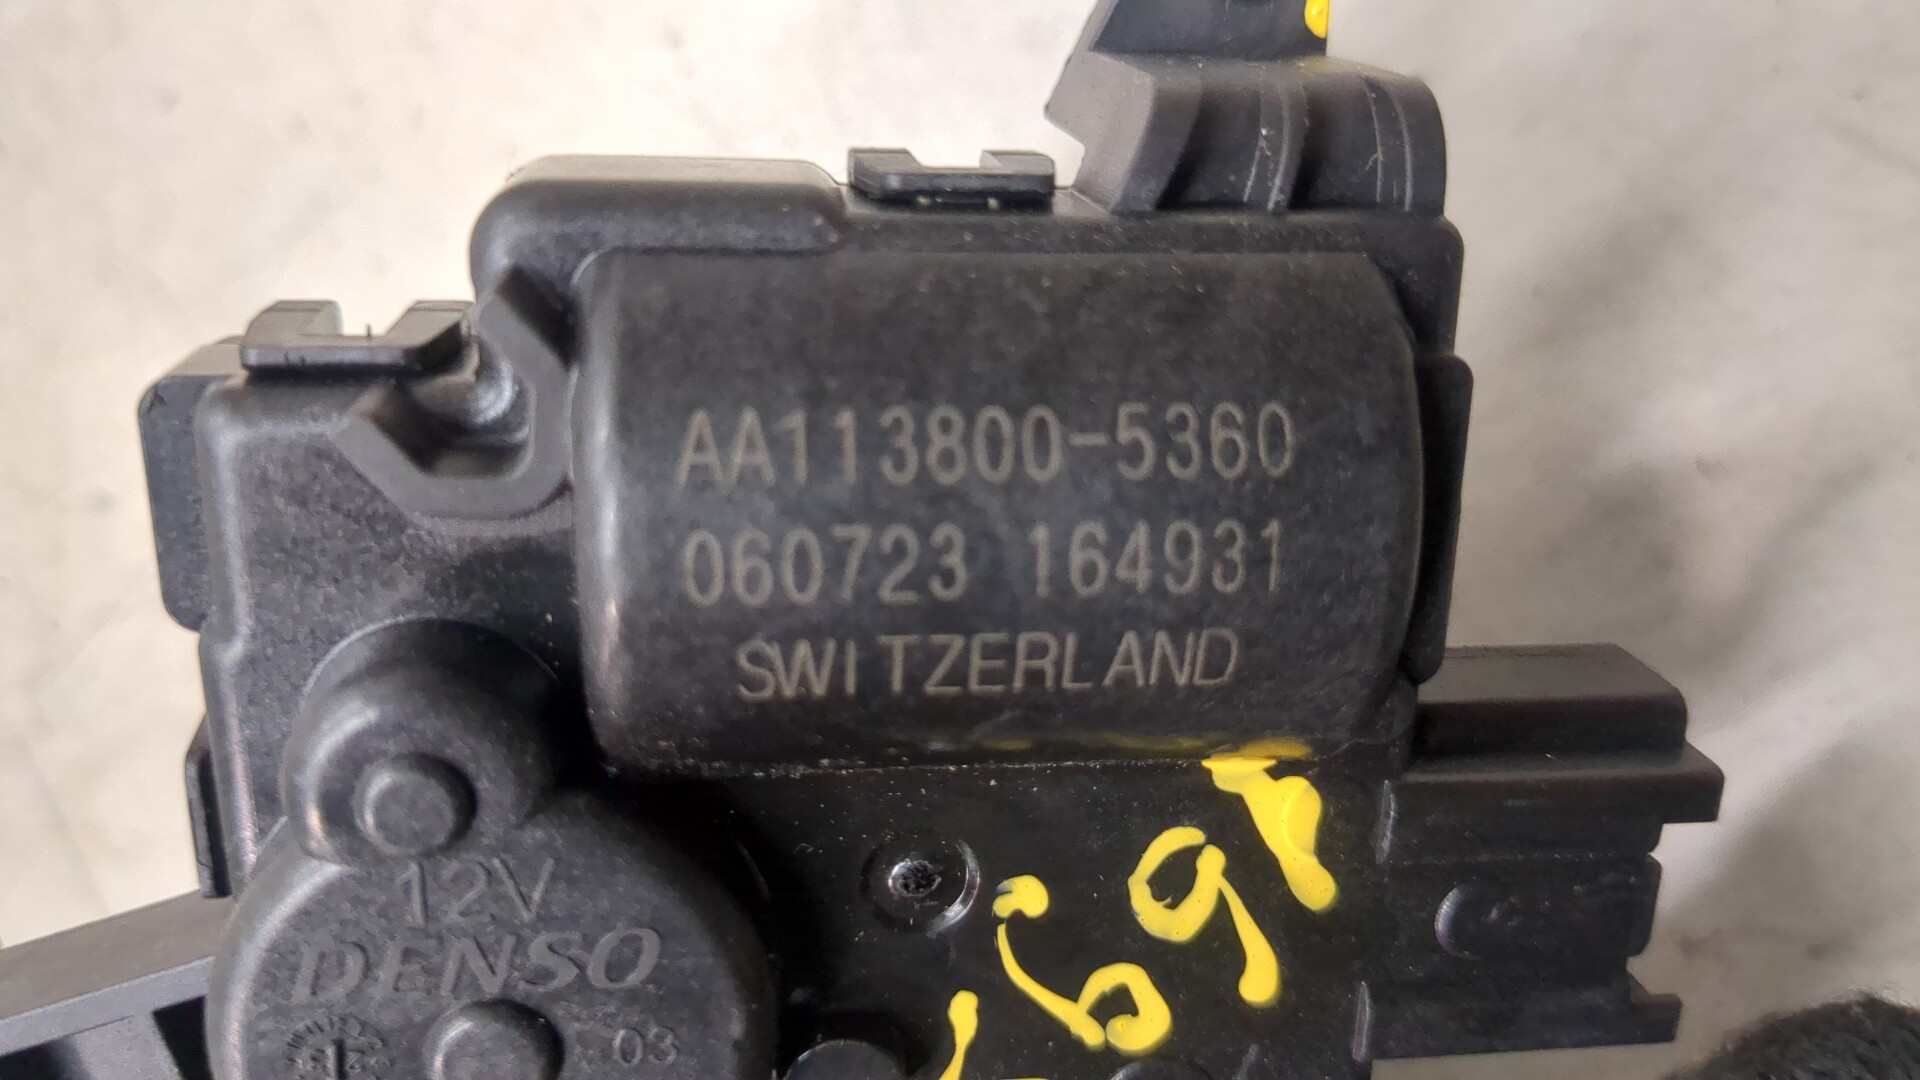 AA113800-5360
060723 164931
SWITZERLAND
12V
DENSO
03